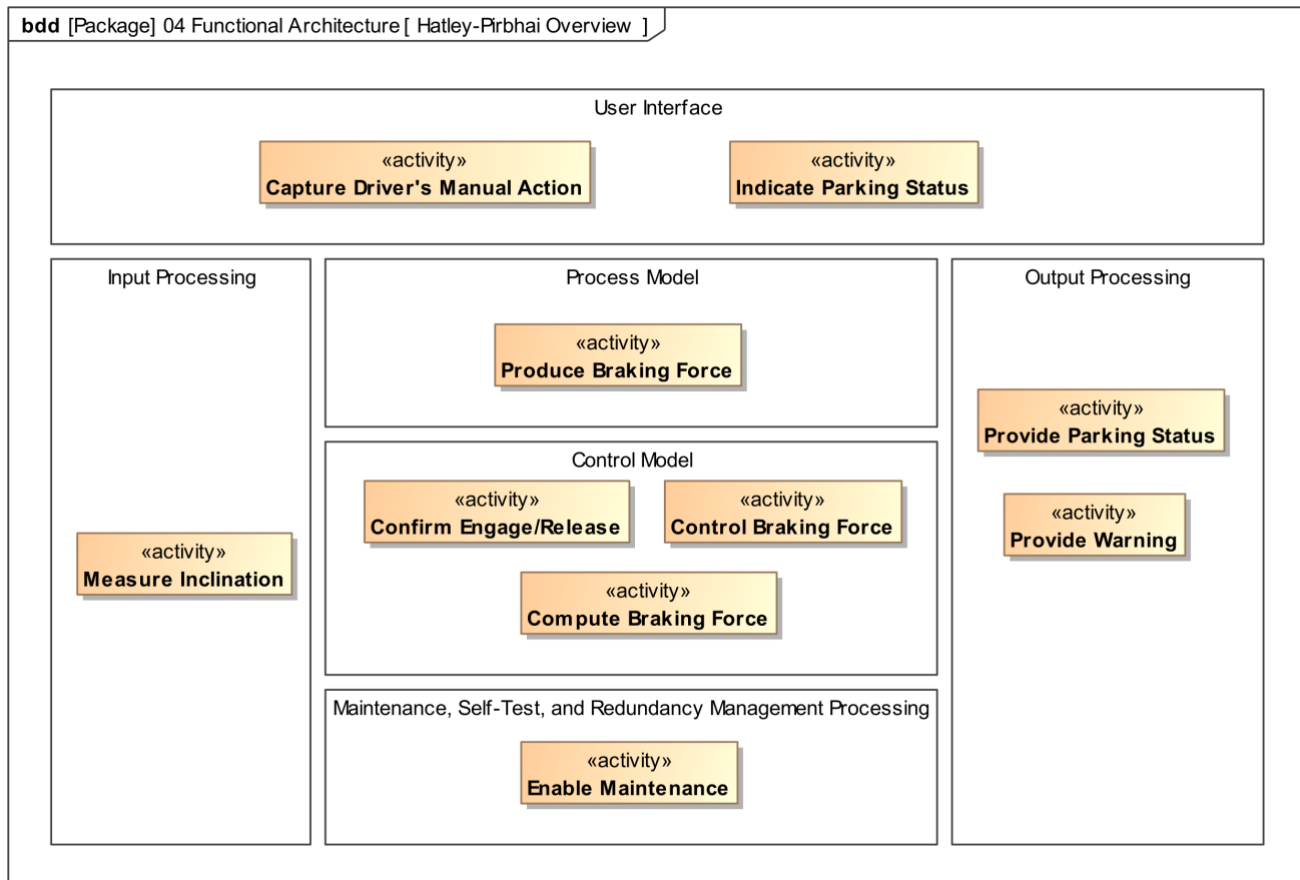 bdd [Package] 04 Functional Architecture [ Hatley-Pirbhai Overview ]
User Interface
«activity»
Capture Driver's Manual Action
«activity»
Indicate Parking Status
Input Processing
«activity»
Measure Inclination
Process Model
«activity»
Produce Braking Force
Control Model
«activity»
Confirm Engage/Release
«activity»
Control Braking Force
«activity»
Compute Braking Force
Maintenance, Self-Test, and Redundancy Management Processing
«activity»
Enable Maintenance
Output Processing
«activity»
Provide Parking Status
«activity»
Provide Warning